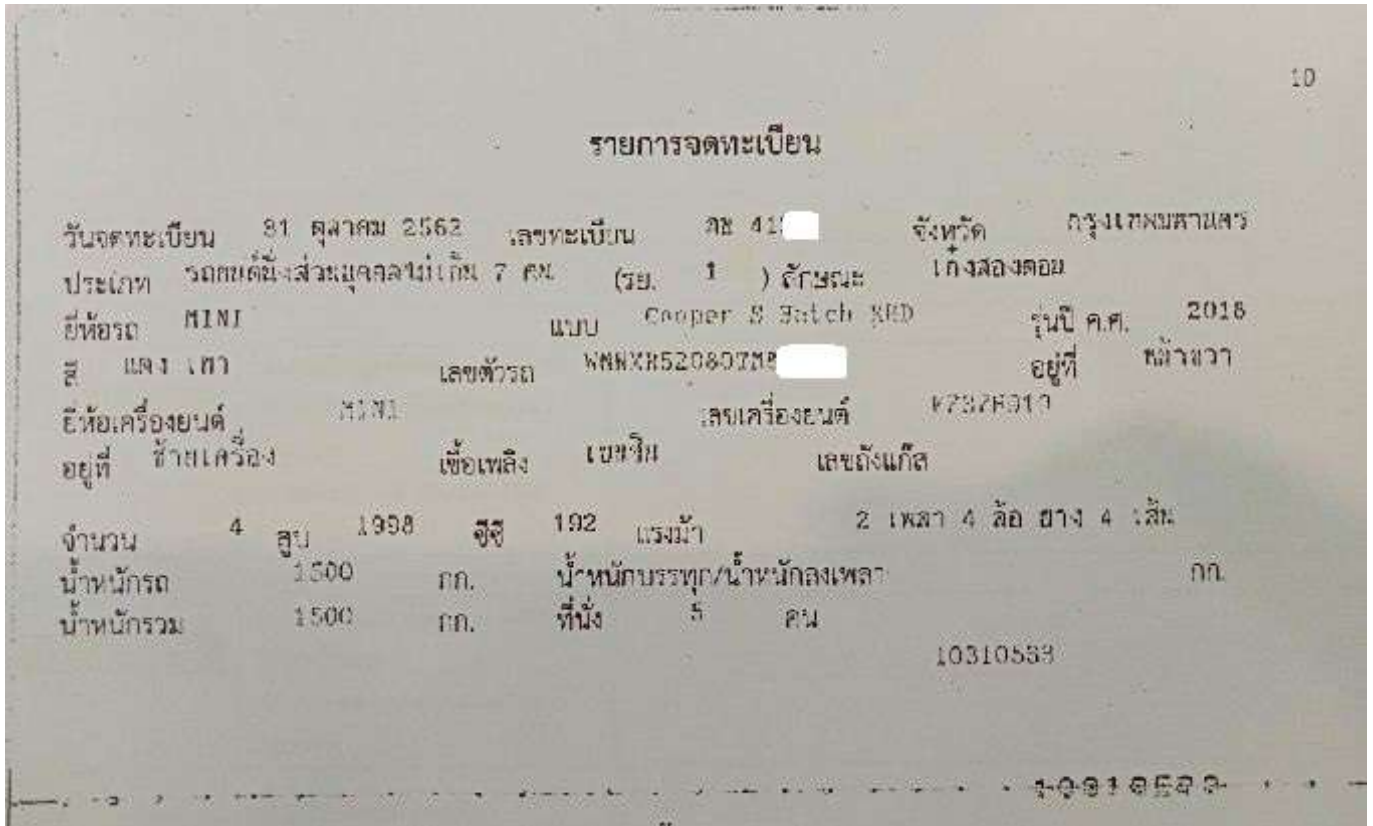 10
รายการจดทะเบียน
วันจดทะเบียน 31 ตุลาคม 2562 เลขทะเบียน 41 จังหวัด กรุงเทพมหานคร
ประเภท รถยนต์นั่งส่วนบุคคลไม่เกิน 7 คน (รย. 1 ) ลักษณะ เก๋งสองตอน
ยี่ห้อรถ MINI แบบ Cooper S Hatch รุ่นปี ค.ศ. 2018
สี แดง เทา เลขตัวรถ อยู่ที่ หน้าขวา
ยี่ห้อเครื่องยนต์ MINI เลขเครื่องยนต์
อยู่ที่ ซ้ายเครื่อง เชื้อเพลิง เบนซิน เลขถังแก๊ส
จำนวน 4 สูบ 1998 ซีซี 192 แรงม้า 2 เพลา 4 ล้อ ยาง 4 เส้น
น้ำหนักรถ 1500 กก. น้ำหนักบรรทุก/น้ำหนักลงเพลา กก.
น้ำหนักรวม 1500 กก. ที่นั่ง 5 คน